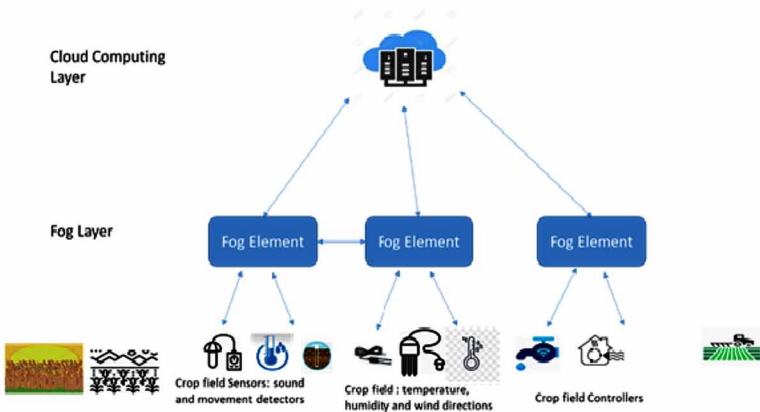 Cloud Computing
Layer
Fog Layer
Fog Element
Fog Element
Fog Element
Crop field Sensors: sound
and movement detectors
Crop field : temperature,
humidity and wind directions
Crop field Controllers